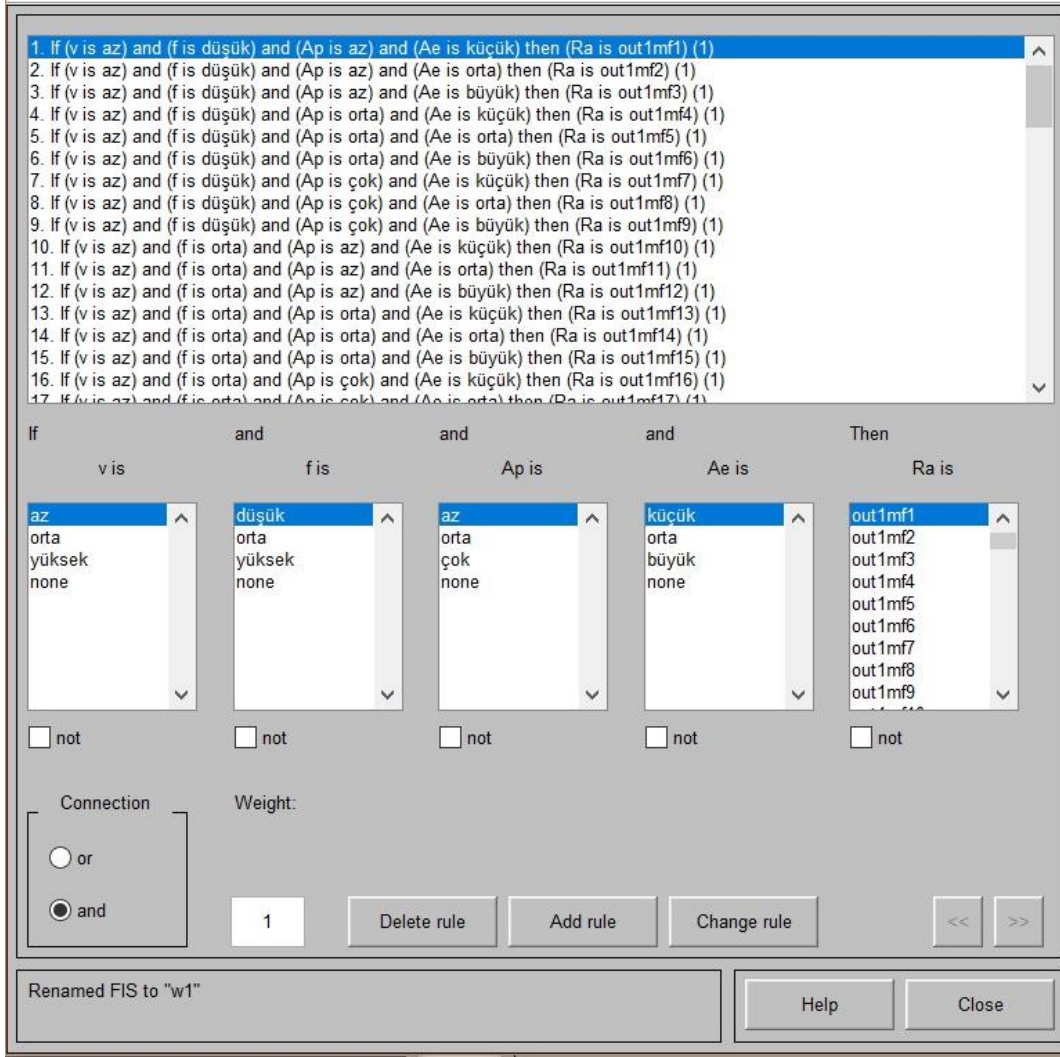 1. If (v is az) and (f is düşük) and (Ap is az) and (Ae is küçük) then (Ra is out1mf1) (1)
2. If (v is az) and (f is düşük) and (Ap is az) and (Ae is orta) then (Ra is out1mf2) (1)
3. If (v is az) and (f is düşük) and (Ap is az) and (Ae is büyük) then (Ra is out1mf3) (1)
4. If (v is az) and (f is düşük) and (Ap is orta) and (Ae is küçük) then (Ra is out1mf4) (1)
5. If (v is az) and (f is düşük) and (Ap is orta) and (Ae is orta) then (Ra is out1mf5) (1)
6. If (v is az) and (f is düşük) and (Ap is orta) and (Ae is büyük) then (Ra is out1mf6) (1)
7. If (v is az) and (f is düşük) and (Ap is çok) and (Ae is küçük) then (Ra is out1mf7) (1)
8. If (v is az) and (f is düşük) and (Ap is çok) and (Ae is orta) then (Ra is out1mf8) (1)
9. If (v is az) and (f is düşük) and (Ap is çok) and (Ae is büyük) then (Ra is out1mf9) (1)
10. If (v is az) and (f is orta) and (Ap is az) and (Ae is küçük) then (Ra is out1mf10) (1)
11. If (v is az) and (f is orta) and (Ap is az) and (Ae is orta) then (Ra is out1mf11) (1)
12. If (v is az) and (f is orta) and (Ap is az) and (Ae is büyük) then (Ra is out1mf12) (1)
13. If (v is az) and (f is orta) and (Ap is orta) and (Ae is küçük) then (Ra is out1mf13) (1)
14. If (v is az) and (f is orta) and (Ap is orta) and (Ae is orta) then (Ra is out1mf14) (1)
15. If (v is az) and (f is orta) and (Ap is orta) and (Ae is büyük) then (Ra is out1mf15) (1)
16. If (v is az) and (f is orta) and (Ap is çok) and (Ae is küçük) then (Ra is out1mf16) (1)
17. If (v is az) and (f is orta) and (Ap is çok) and (Ae is orta) then (Ra is out1mf17) (1)
If and and and Then
v is f is Ap is Ae is Ra is
az
orta
yüksek
none
düşük
orta
yüksek
none
az
orta
çok
none
küçük
orta
büyük
none
out1mf1
out1mf2
out1mf3
out1mf4
out1mf5
out1mf6
out1mf7
out1mf8
out1mf9
not not not not not
Connection
or
and
Weight:
1
Delete rule Add rule Change rule << >>
Renamed FIS to "w1"
Help Close